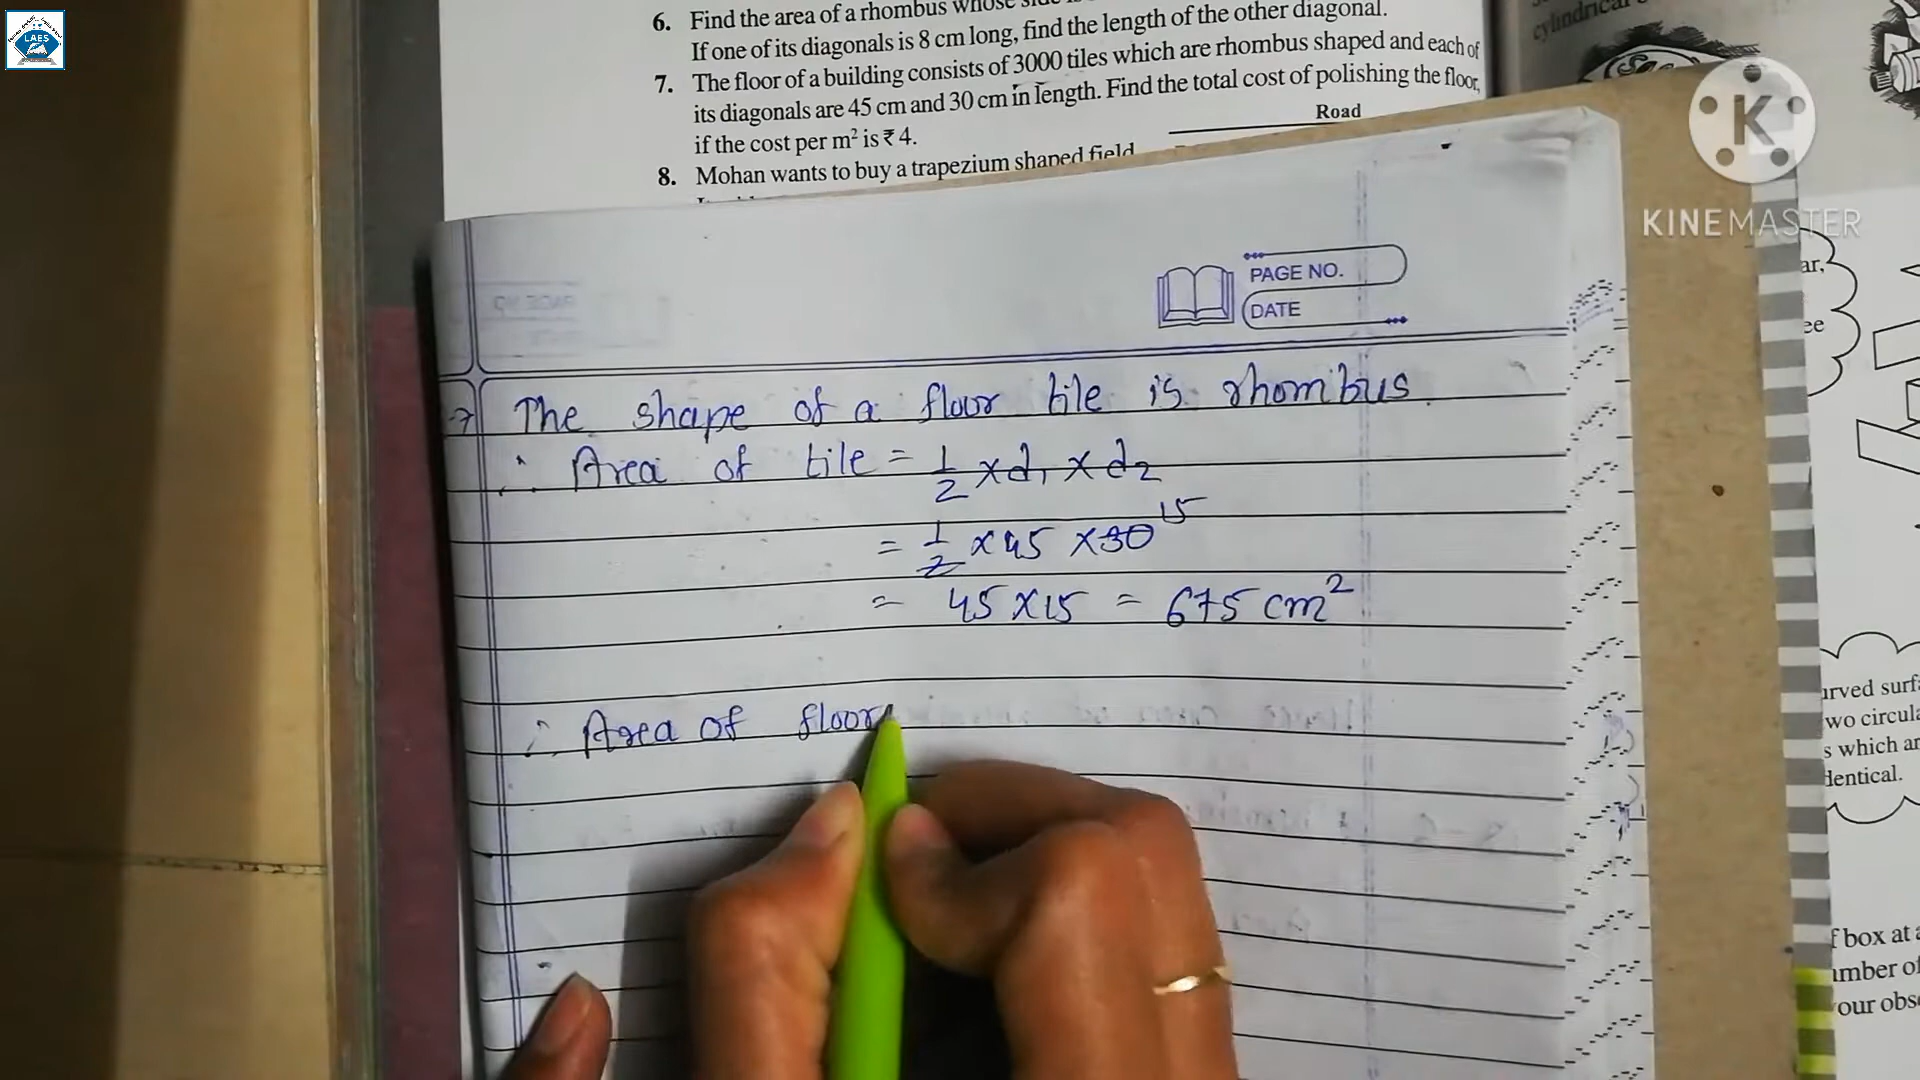 LAES
6. Find the area of a rhombus whose
If one of its diagonals is 8 cm long, find the length of the other diagonal.
7. The floor of a building consists of 3000 tiles which are rhombus shaped and each of
its diagonals are 45 cm and 30 cm in length. Find the total cost of polishing the floor,
if the cost per m² is ₹ 4.
Road
8. Mohan wants to buy a trapezium shaped field
cylindrical
KINEMASTER
PAGE NO.
DATE
7 The shape of a floor tile is rhombus.
∴ Area of tile = 1/2 x d1 x d2
= 1/2 x 45 x 30 15
= 45 x 15 = 675 cm²
∴ Area of floor
ar,
ee
urved surf
wo circula
s which ar
dentical.
f box at a
umber of
our obs